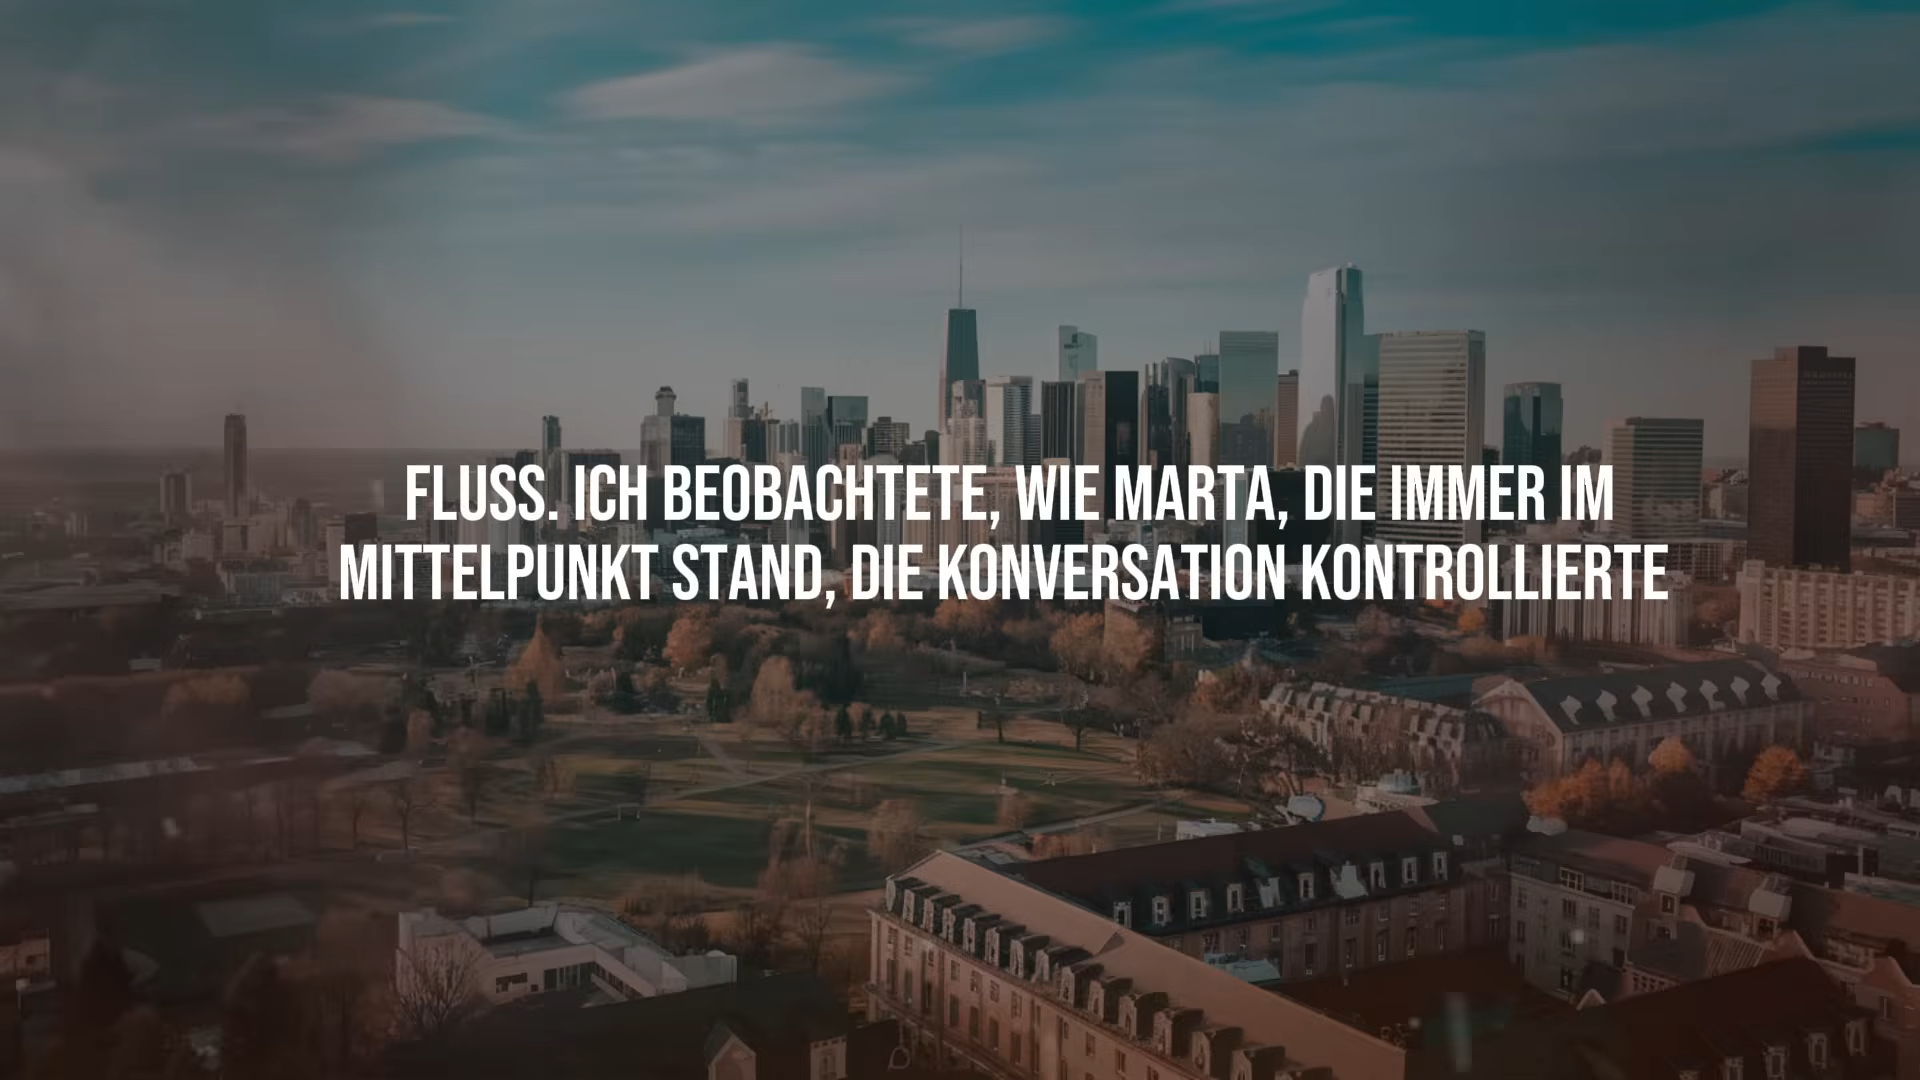 FLUSS. ICH BEOBACHTETE, WIE MARTA, DIE IMMER IM
MITTELPUNKT STAND, DIE KONVERSATION KONTROLLIERTE